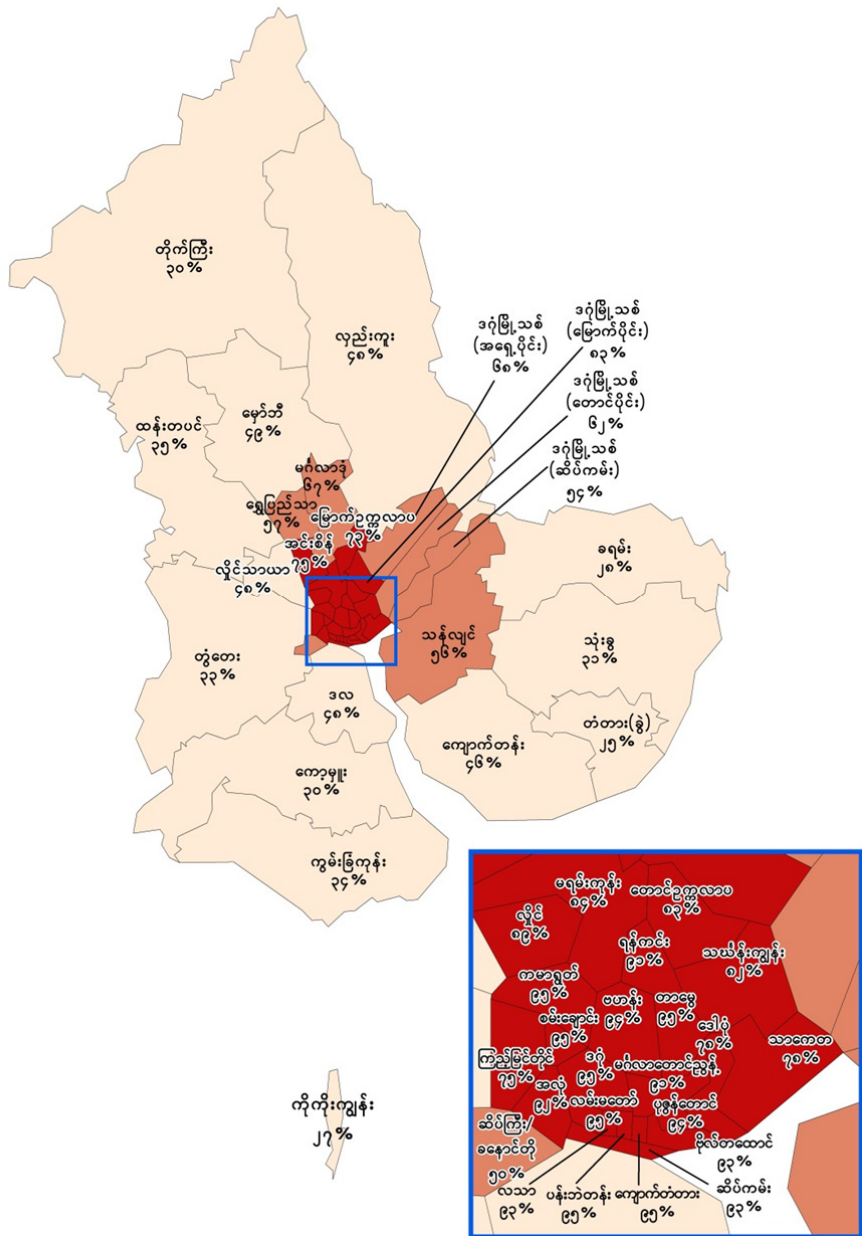 တိုက်ကြီး
၃၀%
လှည်းကူး
၄၈%
ဒဂုံမြို့သစ်
(အရှေ့ပိုင်း)
၆၈%
ဒဂုံမြို့သစ်
(မြောက်ပိုင်း)
၈၃%
ဒဂုံမြို့သစ်
(တောင်ပိုင်း)
၆၂%
ဒဂုံမြို့သစ်
(ဆိပ်ကမ်း)
၅၄%
ထန်းတပင်
၃၅%
မှော်ဘီ
၄၉%
မင်္ဂလာဒုံ
၆၇%
ရွှေပြည်သာ
၅၇%
မြောက်ဥက္ကလာပ
၇၃%
အင်းစိန်
၇၅%
လှိုင်သာယာ
၄၈%
ခရမ်း
၂၈%
သန်လျင်
၅၆%
သုံးခွ
၃၁%
တွံတေး
၃၃%
ဒလ
၄၈%
တံတား(ခွဲ)
၂၅%
ကျောက်တန်း
၄၆%
ကော့မှူး
၃၀%
ကွမ်းခြံကုန်း
၃၄%
ကိုကိုးကျွန်း
၂၇%
မရမ်းကုန်း
၈၄%
တောင်ဥက္ကလာပ
၈၃%
လှိုင်
၈၉%
ရန်ကင်း
၉၁%
သင်္ဃန်းကျွန်း
၈၂%
ကမာရွတ်
၉၅%
ဗဟန်း
၉၄%
တာမွေ
၉၅%
စမ်းချောင်း
၉၅%
ဒေါပုံ
၇၈%
သာကေတ
၇၈%
ကြည့်မြင်တိုင်
၇၅%
ဒဂုံ
၉၅%
မင်္ဂလာတောင်ညွန့်
၉၁%
အလုံ
၉၂%
လမ်းမတော်
၉၅%
ပုဇွန်တောင်
၉၄%
ဆိပ်ကြီး/
ခနောင်တို
၅၀%
ဗိုလ်တထောင်
၉၃%
လသာ
၉၃%
ပန်းဘဲတန်း
၉၅%
ကျောက်တံတား
၉၅%
ဆိပ်ကမ်း
၉၃%